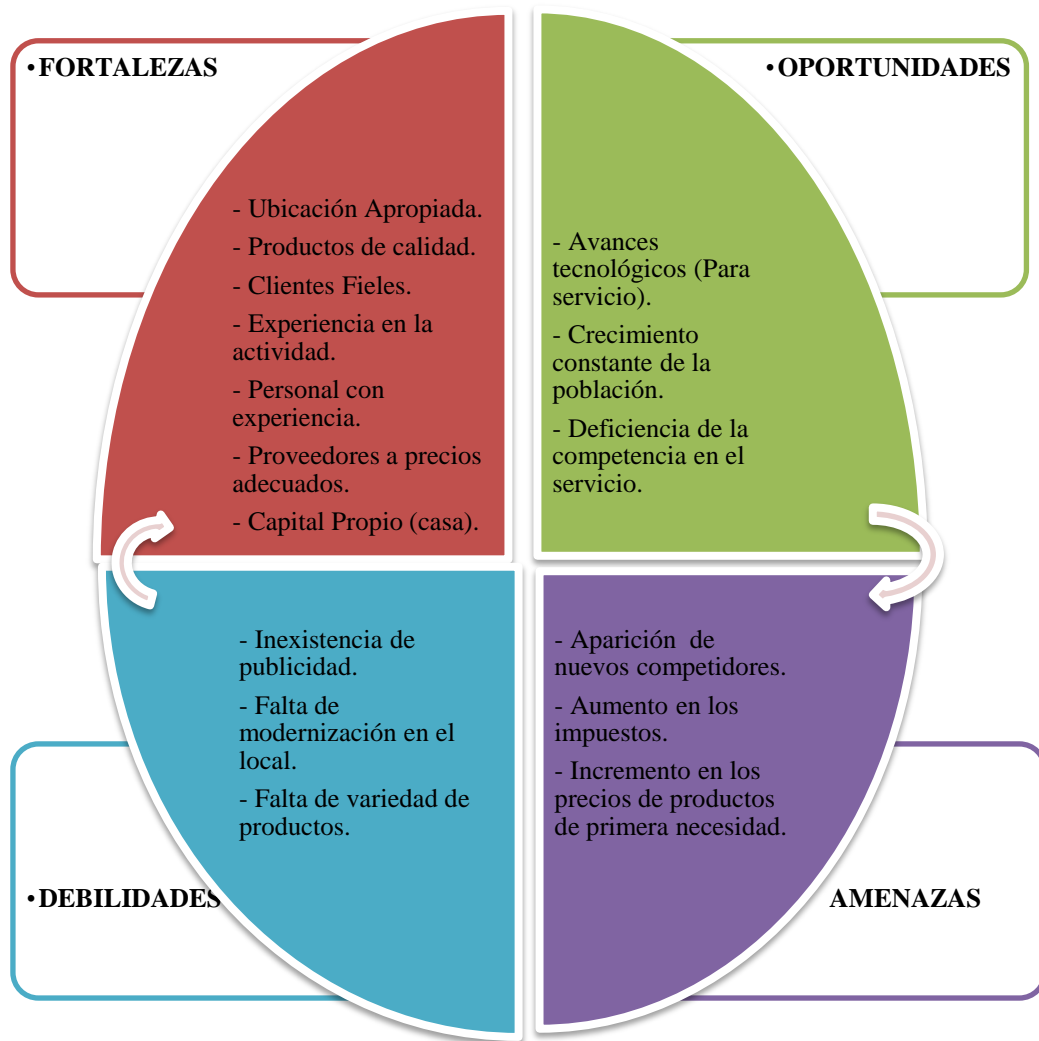 •FORTALEZAS
- Ubicación Apropiada.
- Productos de calidad.
- Clientes Fieles.
- Experiencia en la
actividad.
- Personal con
experiencia.
- Proveedores a precios
adecuados.
- Capital Propio (casa).
•OPORTUNIDADES
- Avances
tecnológicos (Para
servicio).
- Crecimiento
constante de la
población.
- Deficiencia de la
competencia en el
servicio.
- Inexistencia de
publicidad.
- Falta de
modernización en el
local.
- Falta de variedad de
productos.
•DEBILIDADES
- Aparición  de
nuevos competidores.
- Aumento en los
impuestos.
- Incremento en los
precios de productos
de primera necesidad.
AMENAZAS